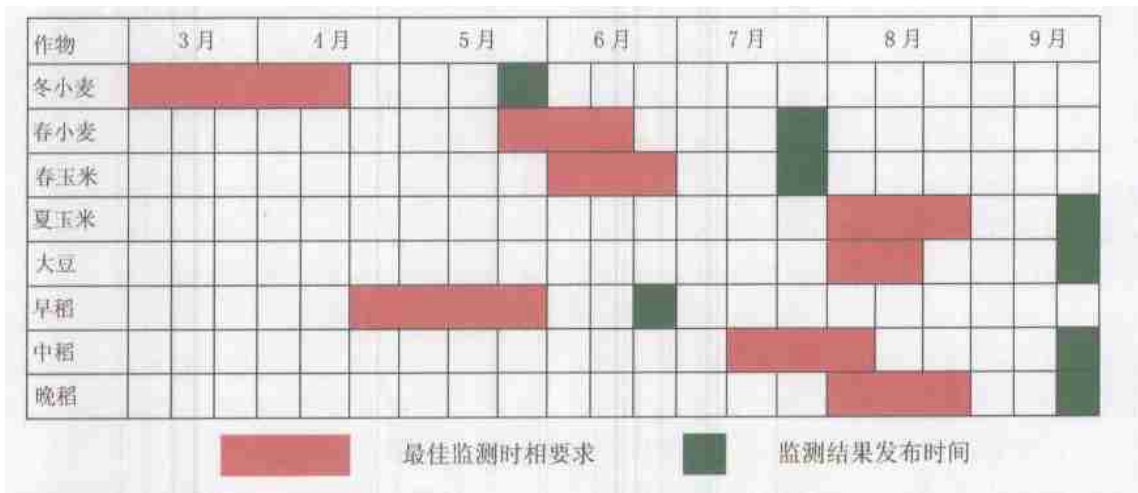 作物 3月 4月 5月 6月 7月 8月 9月
冬小麦
春小麦
春玉米
夏玉米
大豆
早稻
中稻
晚稻
最佳监测时相要求 监测结果发布时间